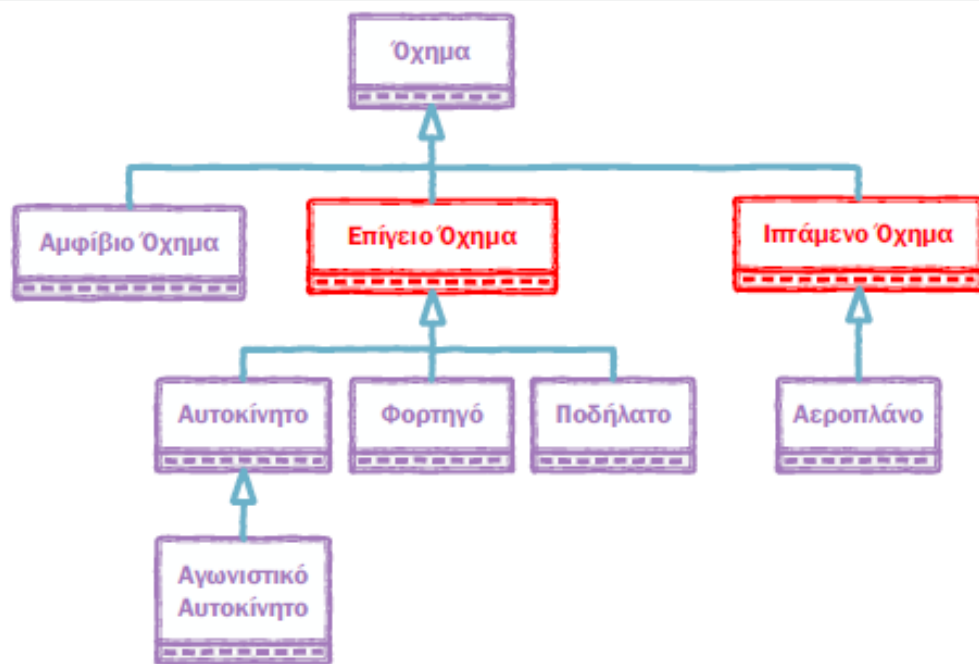 Όχημα
Αμφίβιο Όχημα
Επίγειο Όχημα
Ιπτάμενο Όχημα
Αυτοκίνητο
Φορτηγό
Ποδήλατο
Αεροπλάνο
Αγωνιστικό
Αυτοκίνητο